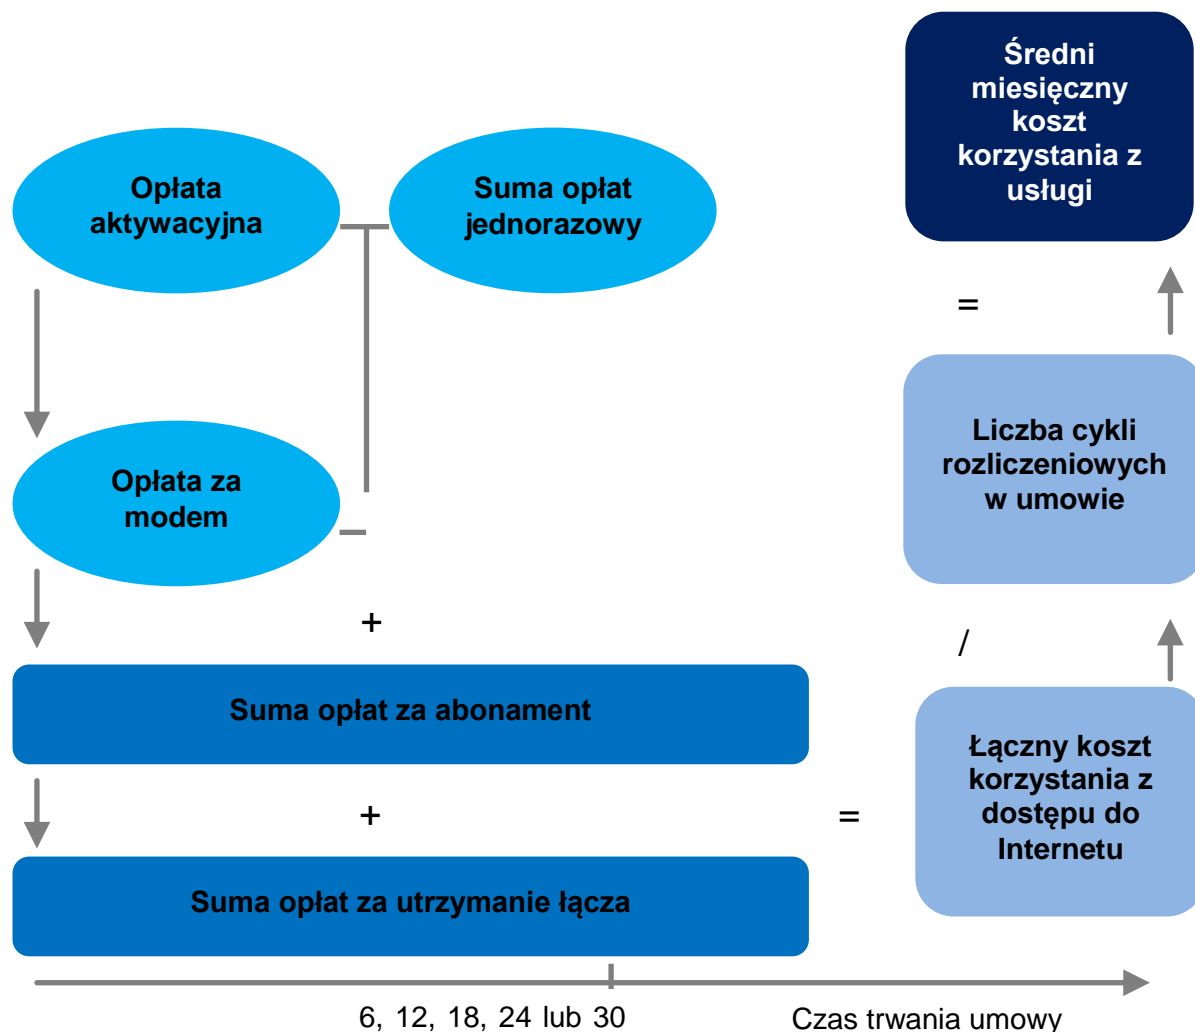 Średni
miesięczny
koszt
korzystania z
usługi
Opłata
aktywacyjna
Suma opłat
jednorazowy
=
Liczba cykli
rozliczeniowych
w umowie
Opłata za
modem
+
/
Suma opłat za abonament
Łączny koszt
korzystania z
dostępu do
Internetu
+
=
Suma opłat za utrzymanie łącza
6, 12, 18, 24 lub 30
Czas trwania umowy